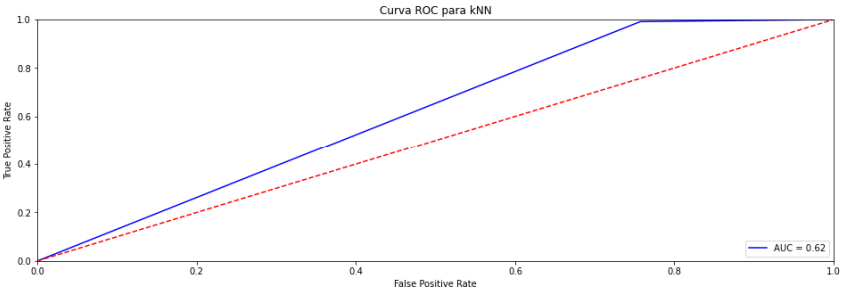 Curva ROC para kNN
1.0
0.8
0.6
0.4
0.2
0.0
True Positive Rate
AUC = 0.62
0.0 0.2 0.4 0.6 0.8 1.0
False Positive Rate